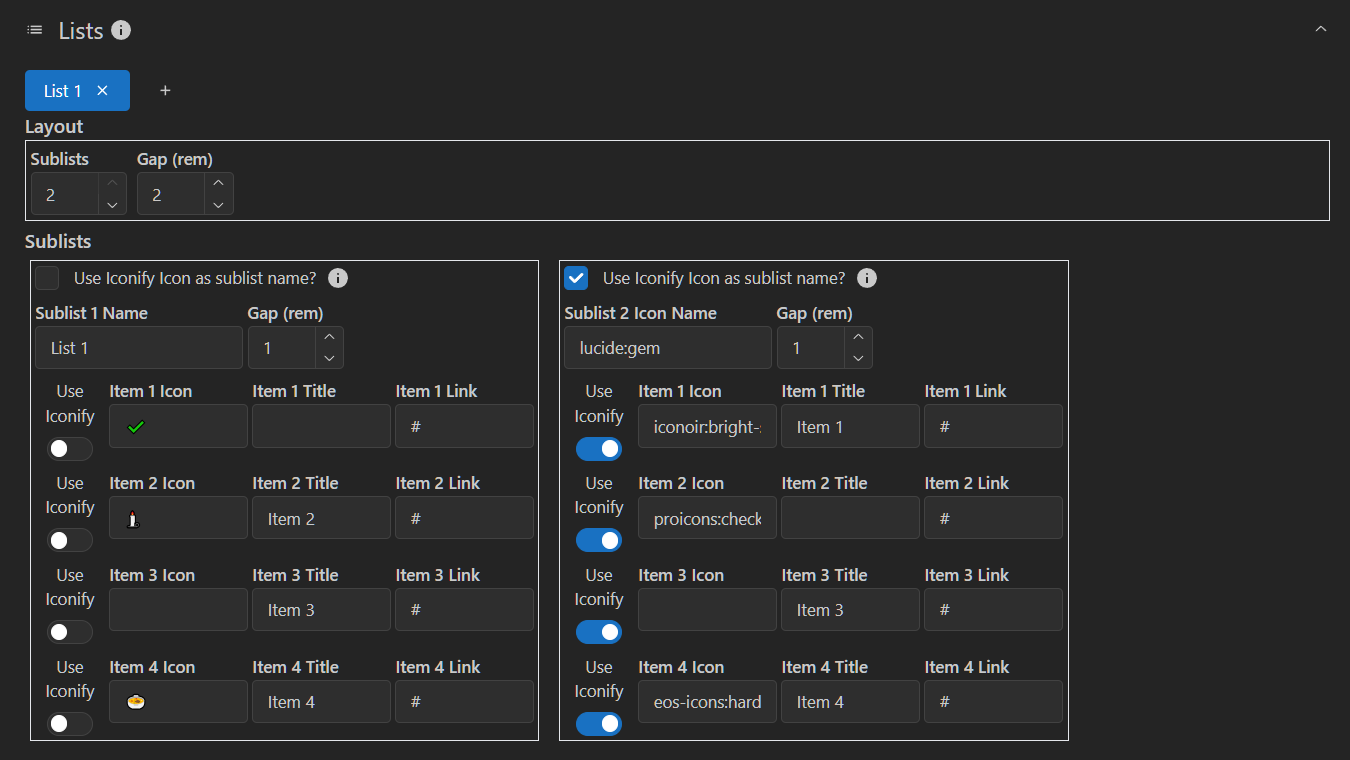 Lists
List 1
Layout
Sublists Gap (rem)
2 2
Sublists
Use Iconify Icon as sublist name?
Sublist 1 Name Gap (rem)
List 1 1
Use Iconify Item 1 Icon Item 1 Title Item 1 Link
#
Use Iconify Item 2 Icon Item 2 Title Item 2 Link
Item 2 #
Use Iconify Item 3 Icon Item 3 Title Item 3 Link
Item 3 #
Use Iconify Item 4 Icon Item 4 Title Item 4 Link
Item 4 #
Use Iconify Icon as sublist name?
Sublist 2 Icon Name Gap (rem)
lucide:gem 1
Use Iconify Item 1 Icon Item 1 Title Item 1 Link
iconoir:bright- Item 1 #
Use Iconify Item 2 Icon Item 2 Title Item 2 Link
proicons:check #
Use Iconify Item 3 Icon Item 3 Title Item 3 Link
Item 3 #
Use Iconify Item 4 Icon Item 4 Title Item 4 Link
eos-icons:hard Item 4 #